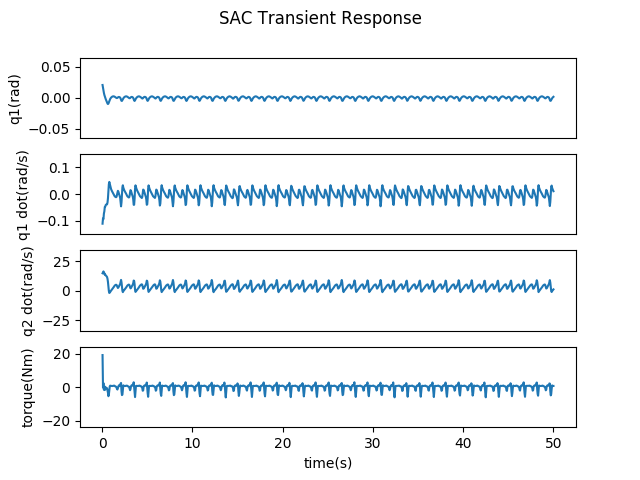 SAC Transient Response
q1(rad)
0.05
0.00
−0.05
q1 dot(rad/s)
0.1
0.0
−0.1
q2 dot(rad/s)
25
0
−25
torque(Nm)
20
0
−20
0 10 20 30 40 50
time(s)